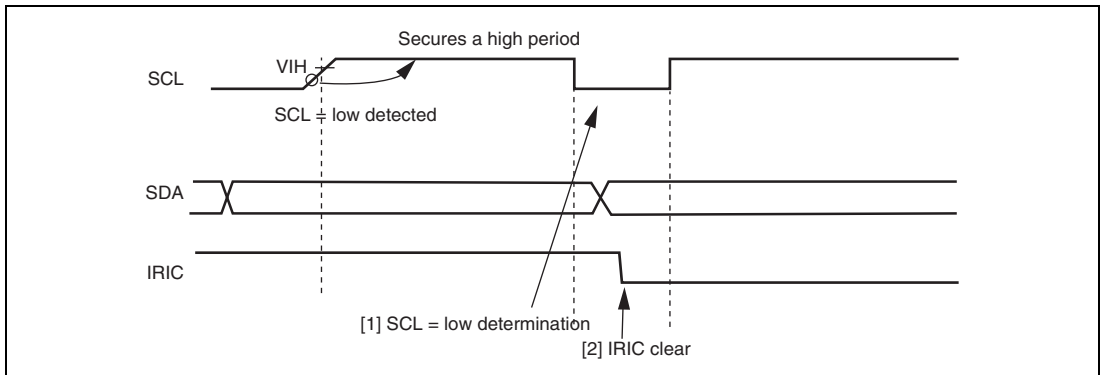 Secures a high period
VIH
SCL
SCL = low detected
SDA
IRIC
[1] SCL = low determination
[2] IRIC clear